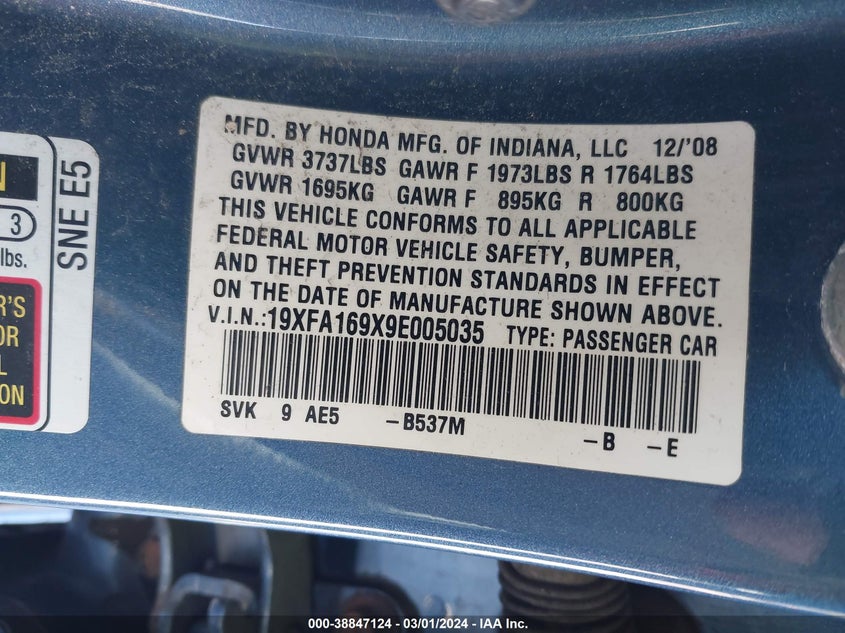 N
3
lbs.
R'S
OR
L
ION
SNE E5
MFD. BY HONDA MFG. OF INDIANA, LLC 12/'08
GVWR 3737LBS GAWR F 1973LBS R 1764LBS
GVWR 1695KG GAWR F 895KG R 800KG
THIS VEHICLE CONFORMS TO ALL APPLICABLE
FEDERAL MOTOR VEHICLE SAFETY, BUMPER,
AND THEFT PREVENTION STANDARDS IN EFFECT
ON THE DATE OF MANUFACTURE SHOWN ABOVE.
V.I.N.:19XFA169X9E005035 TYPE: PASSENGER CAR
SVK 9 AE5 -B537M -B -E
000-38847124 - 03/01/2024 - IAA Inc.